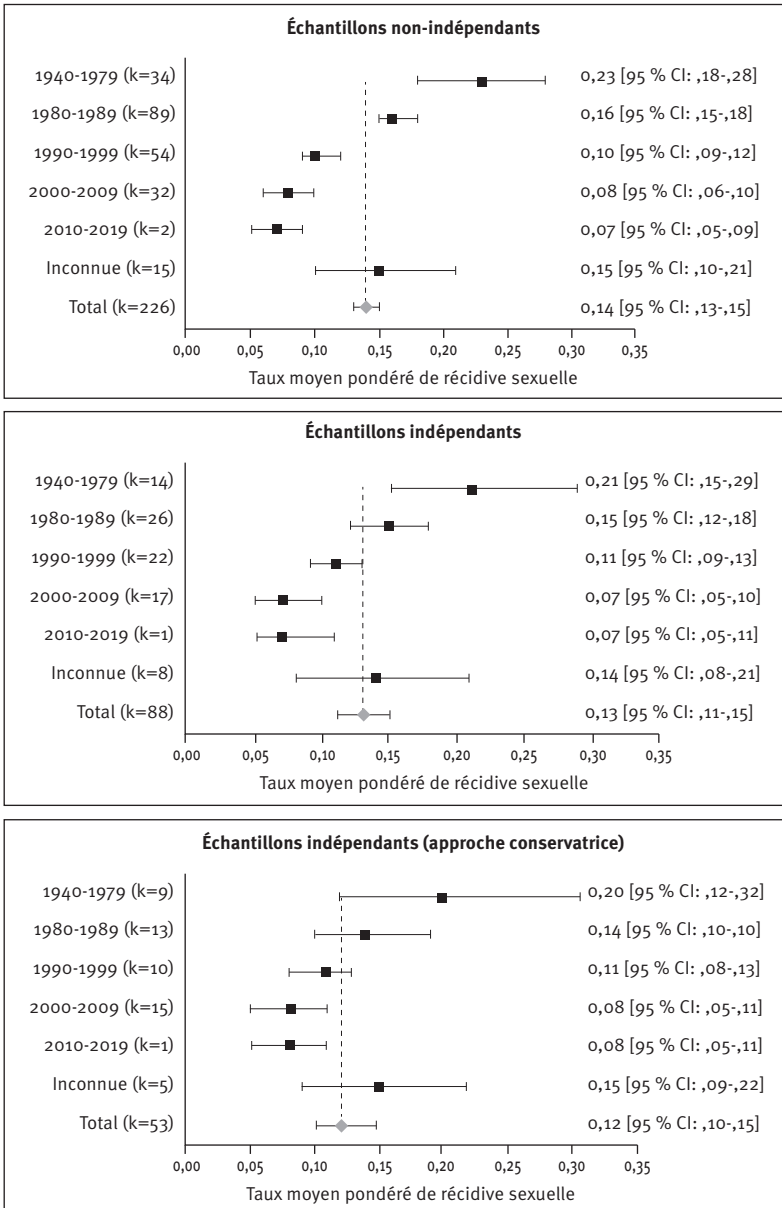 Échantillons non-indépendants
1940-1979 (k=34) 0,23 [95 % CI: ,18-,28]
1980-1989 (k=89) 0,16 [95 % CI: ,15-,18]
1990-1999 (k=54) 0,10 [95 % CI: ,09-,12]
2000-2009 (k=32) 0,08 [95 % CI: ,06-,10]
2010-2019 (k=2) 0,07 [95 % CI: ,05-,09]
Inconnue (k=15) 0,15 [95 % CI: ,10-,21]
Total (k=226) 0,14 [95 % CI: ,13-,15]
0,00 0,05 0,10 0,15 0,20 0,25 0,30 0,35
Taux moyen pondéré de récidive sexuelle
Échantillons indépendants
1940-1979 (k=14) 0,21 [95 % CI: ,15-,29]
1980-1989 (k=26) 0,15 [95 % CI: ,12-,18]
1990-1999 (k=22) 0,11 [95 % CI: ,09-,13]
2000-2009 (k=17) 0,07 [95 % CI: ,05-,10]
2010-2019 (k=1) 0,07 [95 % CI: ,05-,11]
Inconnue (k=8) 0,14 [95 % CI: ,08-,21]
Total (k=88) 0,13 [95 % CI: ,11-,15]
0,00 0,05 0,10 0,15 0,20 0,25 0,30 0,35
Taux moyen pondéré de récidive sexuelle
Échantillons indépendants (approche conservatrice)
1940-1979 (k=9) 0,20 [95 % CI: ,12-,32]
1980-1989 (k=13) 0,14 [95 % CI: ,10-,10]
1990-1999 (k=10) 0,11 [95 % CI: ,08-,13]
2000-2009 (k=15) 0,08 [95 % CI: ,05-,11]
2010-2019 (k=1) 0,08 [95 % CI: ,05-,11]
Inconnue (k=5) 0,15 [95 % CI: ,09-,22]
Total (k=53) 0,12 [95 % CI: ,10-,15]
0,00 0,05 0,10 0,15 0,20 0,25 0,30 0,35
Taux moyen pondéré de récidive sexuelle